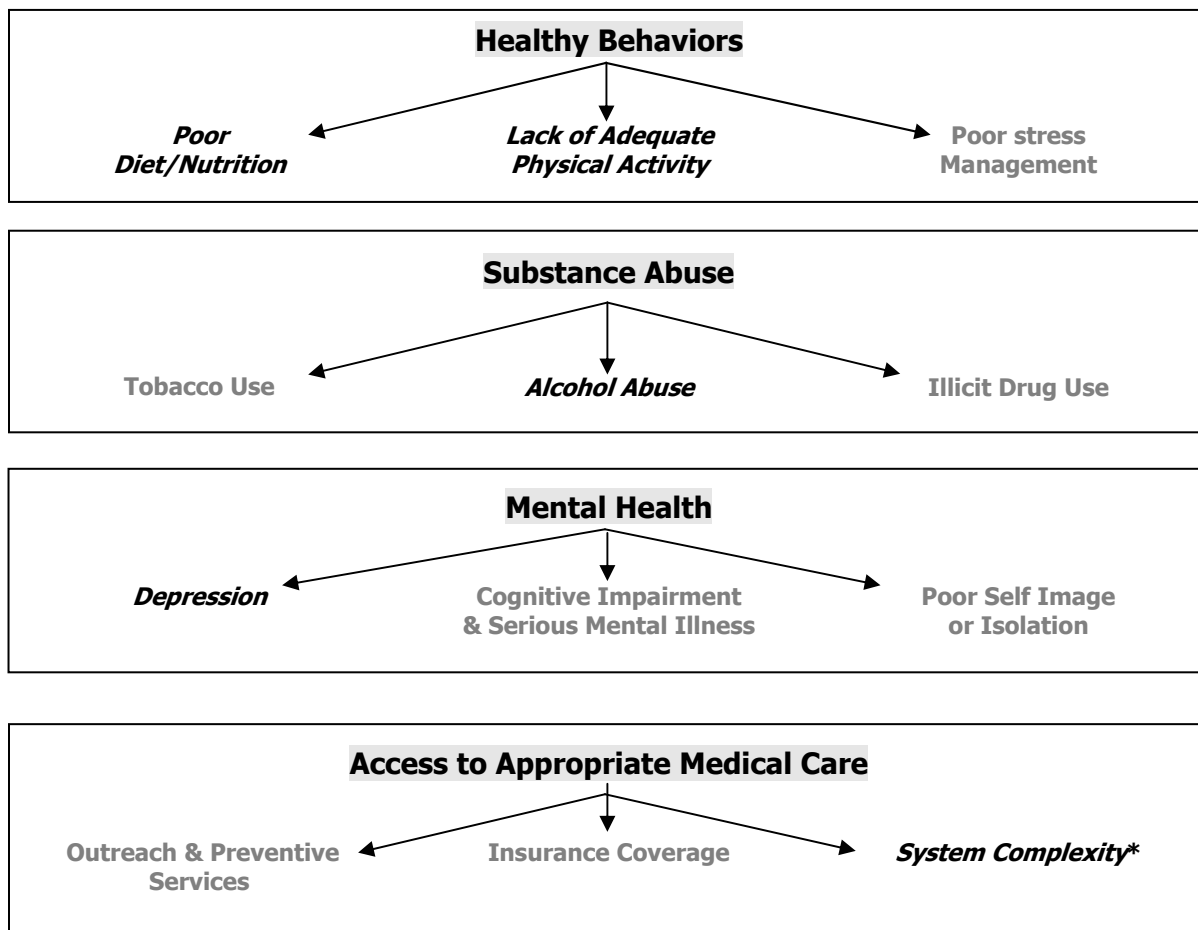 Healthy Behaviors
Poor
Diet/Nutrition
Lack of Adequate
Physical Activity
Poor stress
Management
Substance Abuse
Tobacco Use
Alcohol Abuse
Illicit Drug Use
Mental Health
Depression
Cognitive Impairment
& Serious Mental Illness
Poor Self Image
or Isolation
Access to Appropriate Medical Care
Outreach & Preventive
Services
Insurance Coverage
System Complexity*